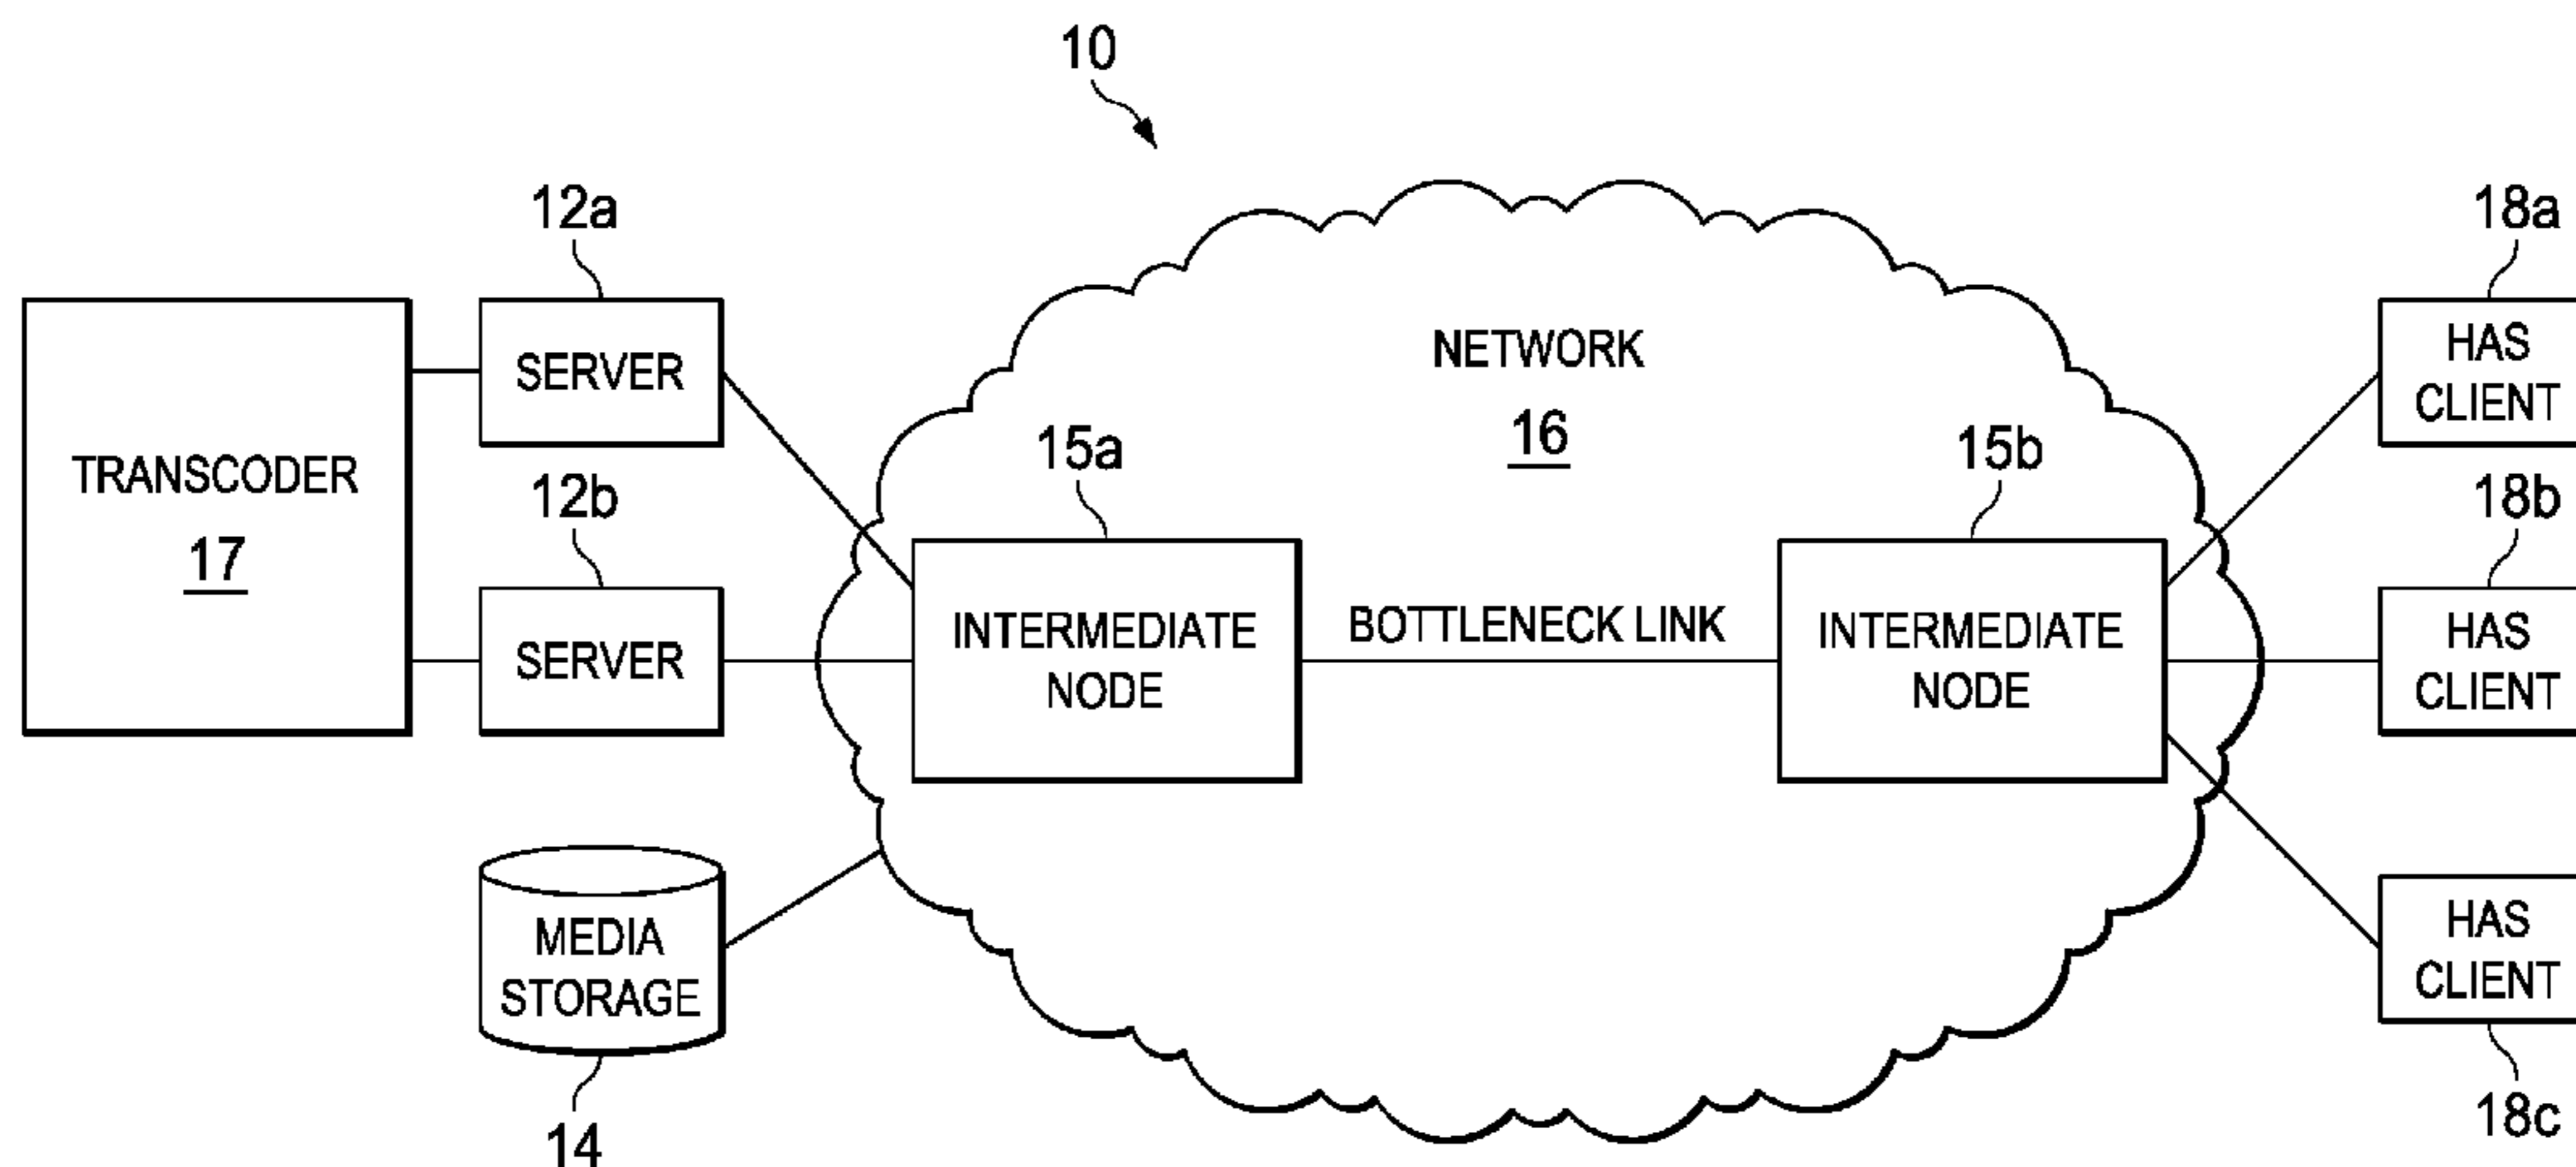 10
12a
18a
SERVER
NETWORK
16
HAS
CLIENT
TRANSCODER
17
12b
15a
15b
18b
SERVER
INTERMEDIATE
NODE
BOTTLENECK LINK
INTERMEDIATE
NODE
HAS
CLIENT
MEDIA
STORAGE
14
HAS
CLIENT
18c